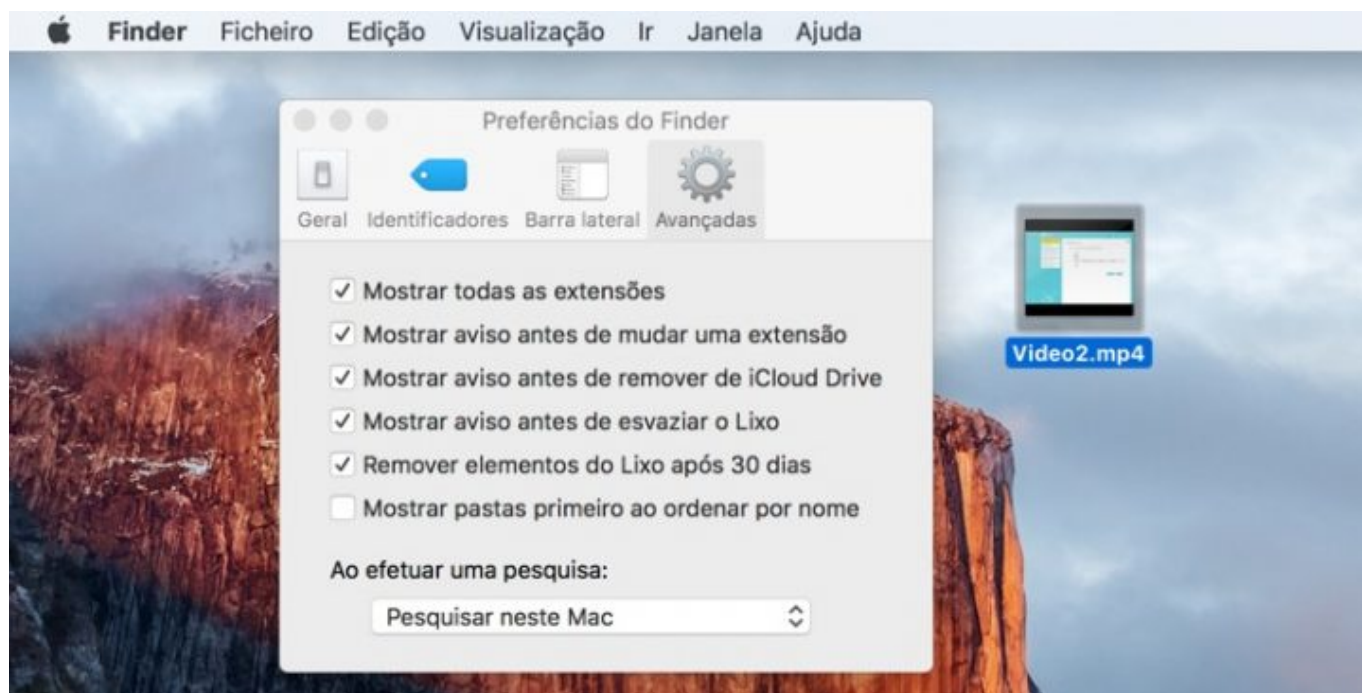 Finder Ficheiro Edição Visualização Ir Janela Ajuda
Preferências do Finder
Geral Identificadores Barra lateral Avançadas
Mostrar todas as extensões
Mostrar aviso antes de mudar uma extensão
Mostrar aviso antes de remover de iCloud Drive
Mostrar aviso antes de esvaziar o Lixo
Remover elementos do Lixo após 30 dias
Mostrar pastas primeiro ao ordenar por nome
Ao efetuar uma pesquisa:
Pesquisar neste Mac
Video2.mp4